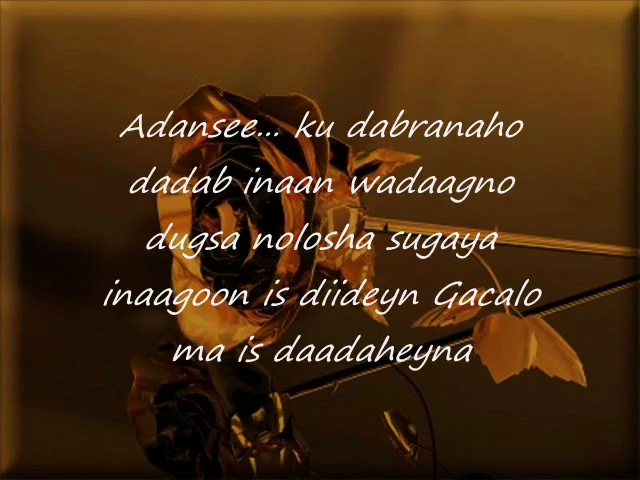 Adansee... ku dabranaho
dadab inaan wadaagno
dugsa nolosha sugaya
inaagoon is diideyn Gacalo
ma is daadaheyna